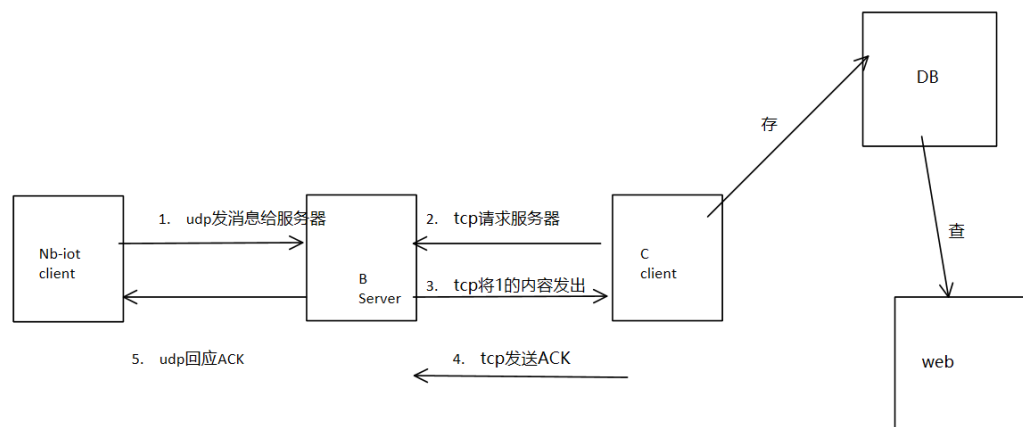 DB
存
1. udp发消息给服务器
2. tcp请求服务器
查
Nb-iot
client
C
client
B
Server
3. tcp将1的内容发出
5. udp回应ACK
4. tcp发送ACK
web